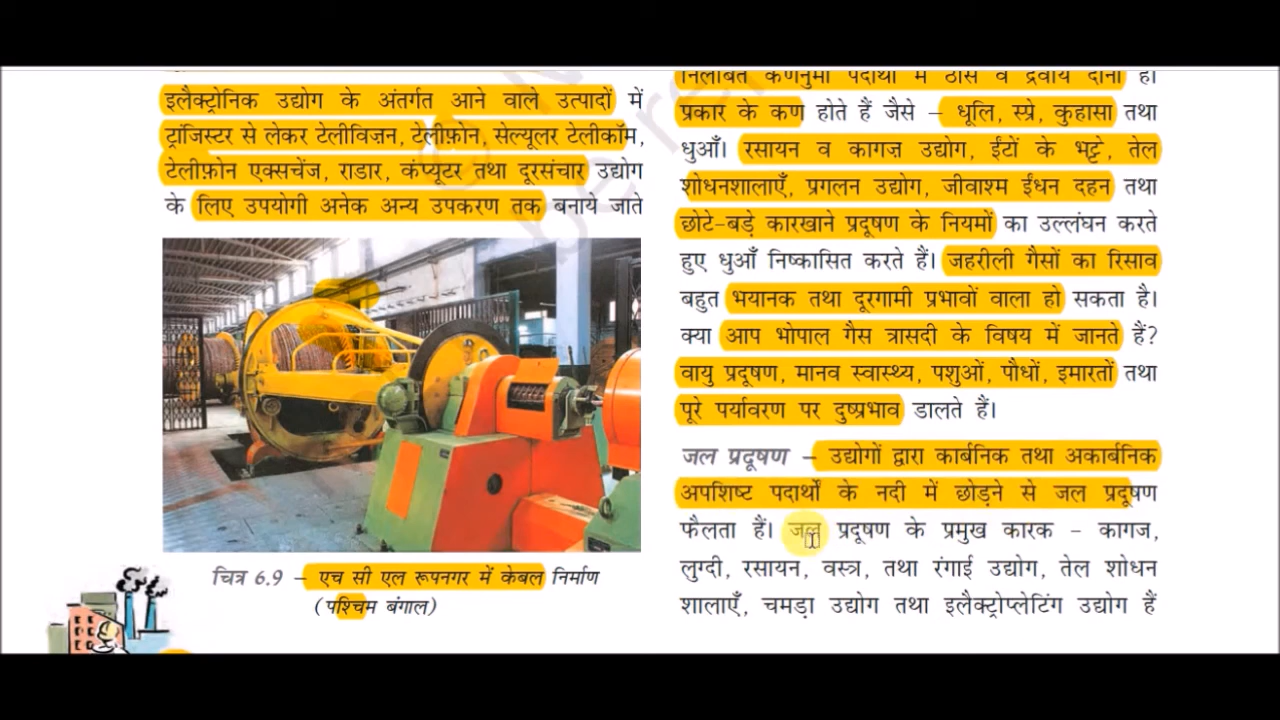 इलैक्ट्रोनिक उद्योग के अंतर्गत आने वाले उत्पादों में
ट्रांजिस्टर से लेकर टेलीविज़न, टेलीफ़ोन, सेल्यूलर टेलीकॉम,
टेलीफ़ोन एक्सचेंज, राडार, कंप्यूटर तथा दूरसंचार उद्योग
के लिए उपयोगी अनेक अन्य उपकरण तक बनाये जाते
चित्र 6.9 – एच सी एल रूपनगर में केबल निर्माण
(पश्चिम बंगाल)
निलंबित कणनुमा पदार्थों में ठोस व द्रवीय दोनों ही
प्रकार के कण होते हैं जैसे – धूलि, स्प्रे, कुहासा तथा
धुआँ। रसायन व कागज़ उद्योग, ईंटों के भट्टे, तेल
शोधनशालाएँ, प्रगलन उद्योग, जीवाश्म ईंधन दहन तथा
छोटे-बड़े कारखाने प्रदूषण के नियमों का उल्लंघन करते
हुए धुआँ निष्कासित करते हैं। जहरीली गैसों का रिसाव
बहुत भयानक तथा दूरगामी प्रभावों वाला हो सकता है।
क्या आप भोपाल गैस त्रासदी के विषय में जानते हैं?
वायु प्रदूषण, मानव स्वास्थ्य, पशुओं, पौधों, इमारतों तथा
पूरे पर्यावरण पर दुष्प्रभाव डालते हैं।
जल प्रदूषण – उद्योगों द्वारा कार्बनिक तथा अकार्बनिक
अपशिष्ट पदार्थों के नदी में छोड़ने से जल प्रदूषण
फैलता हैं। जल प्रदूषण के प्रमुख कारक – कागज,
लुग्दी, रसायन, वस्त्र, तथा रंगाई उद्योग, तेल शोधन
शालाएँ, चमड़ा उद्योग तथा इलैक्ट्रोप्लेटिंग उद्योग हैं